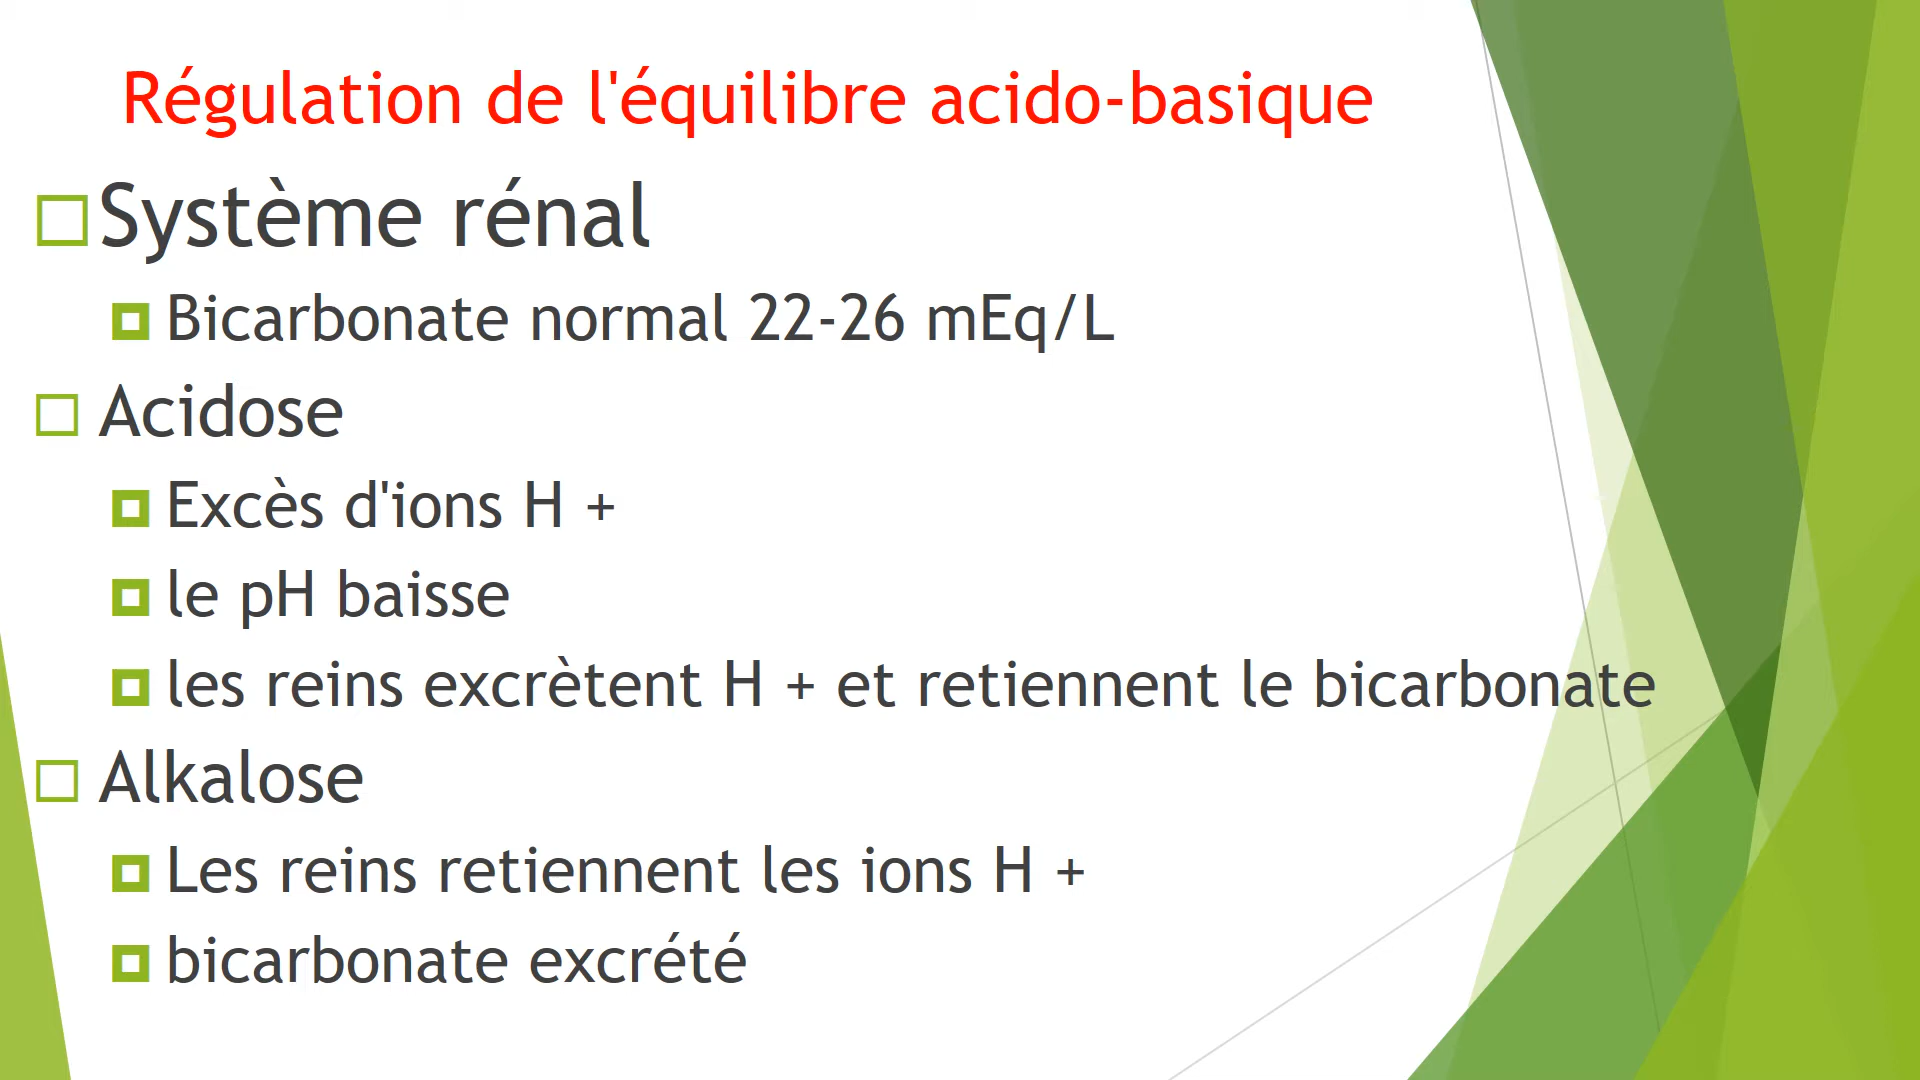 Régulation de l'équilibre acido-basique
Système rénal
Bicarbonate normal 22-26 mEq/L
Acidose
Excès d'ions H +
le pH baisse
les reins excrètent H + et retiennent le bicarbonate
Alkalose
Les reins retiennent les ions H +
bicarbonate excrété